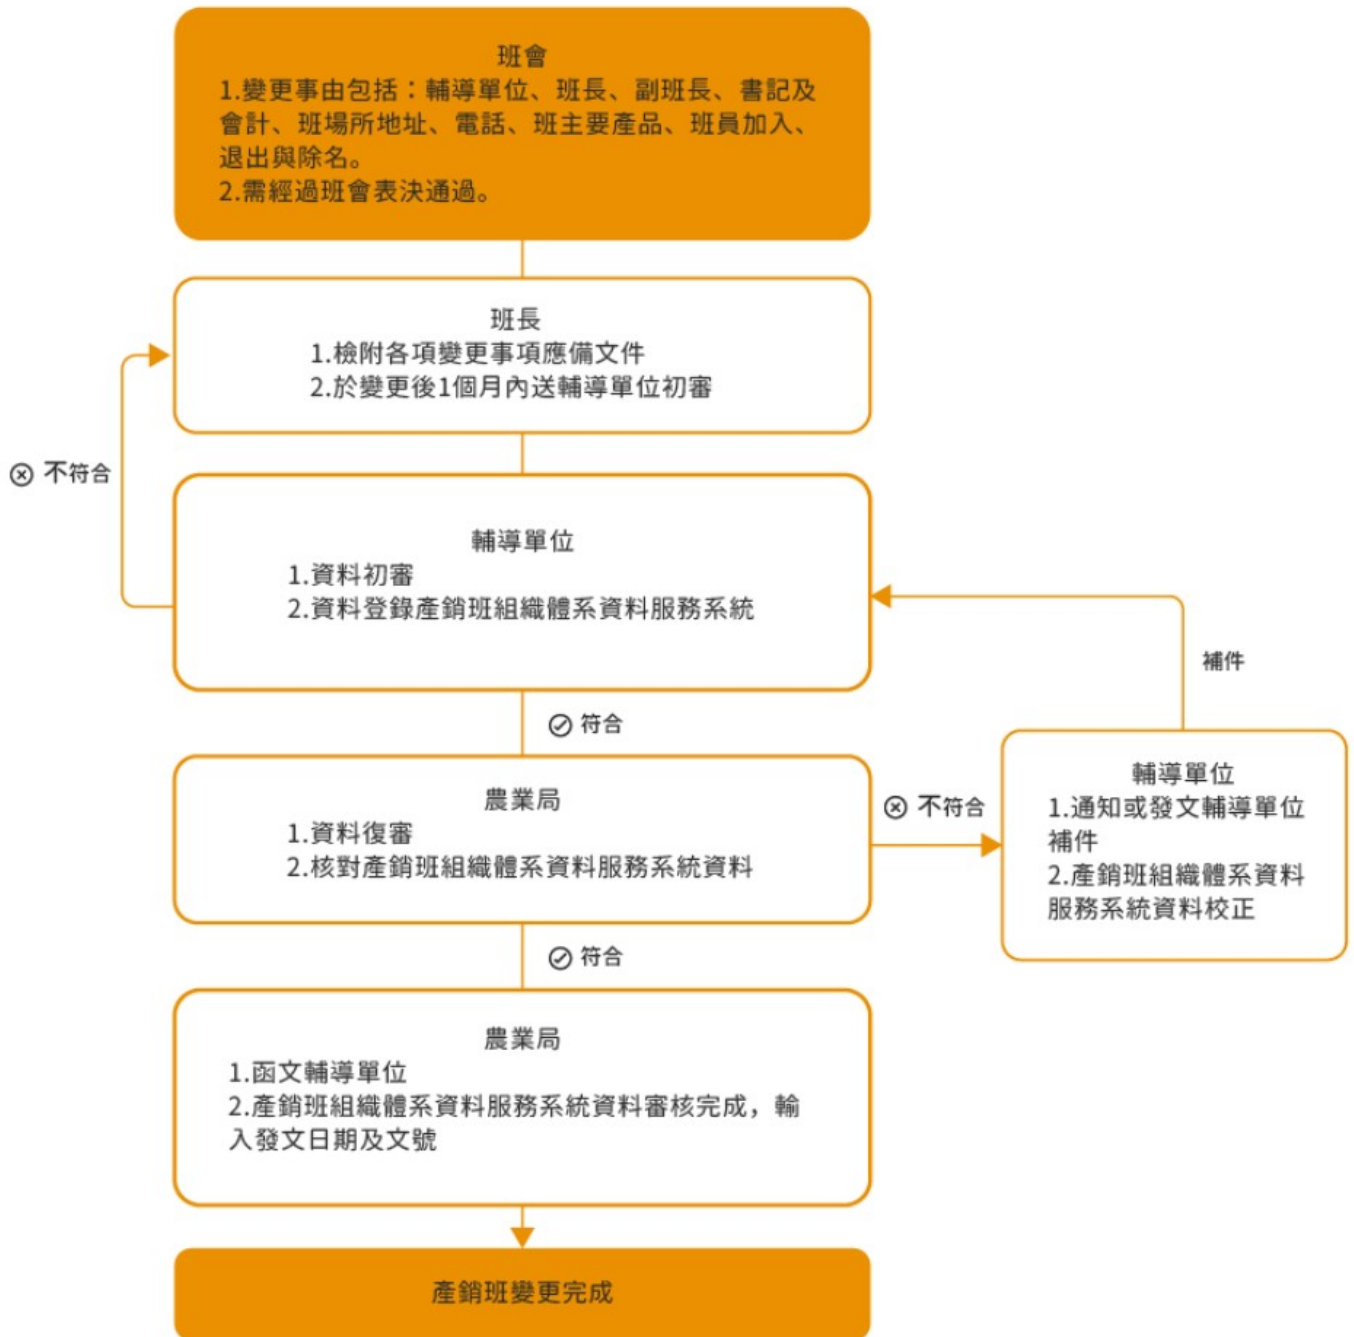 班會
1.變更事由包括：輔導單位、班長、副班長、書記及
會計、班場所地址、電話、班主要產品、班員加入、
退出與除名。
2.需經過班會表決通過。
班長
1.檢附各項變更事項應備文件
2.於變更後1個月內送輔導單位初審
不符合
輔導單位
1.資料初審
2.資料登錄產銷班組織體系資料服務系統
補件
符合
農業局
1.資料復審
2.核對產銷班組織體系資料服務系統資料
不符合
輔導單位
1.通知或發文輔導單位
補件
2.產銷班組織體系資料
服務系統資料校正
符合
農業局
1.函文輔導單位
2.產銷班組織體系資料服務系統資料審核完成，輸
入發文日期及文號
產銷班變更完成